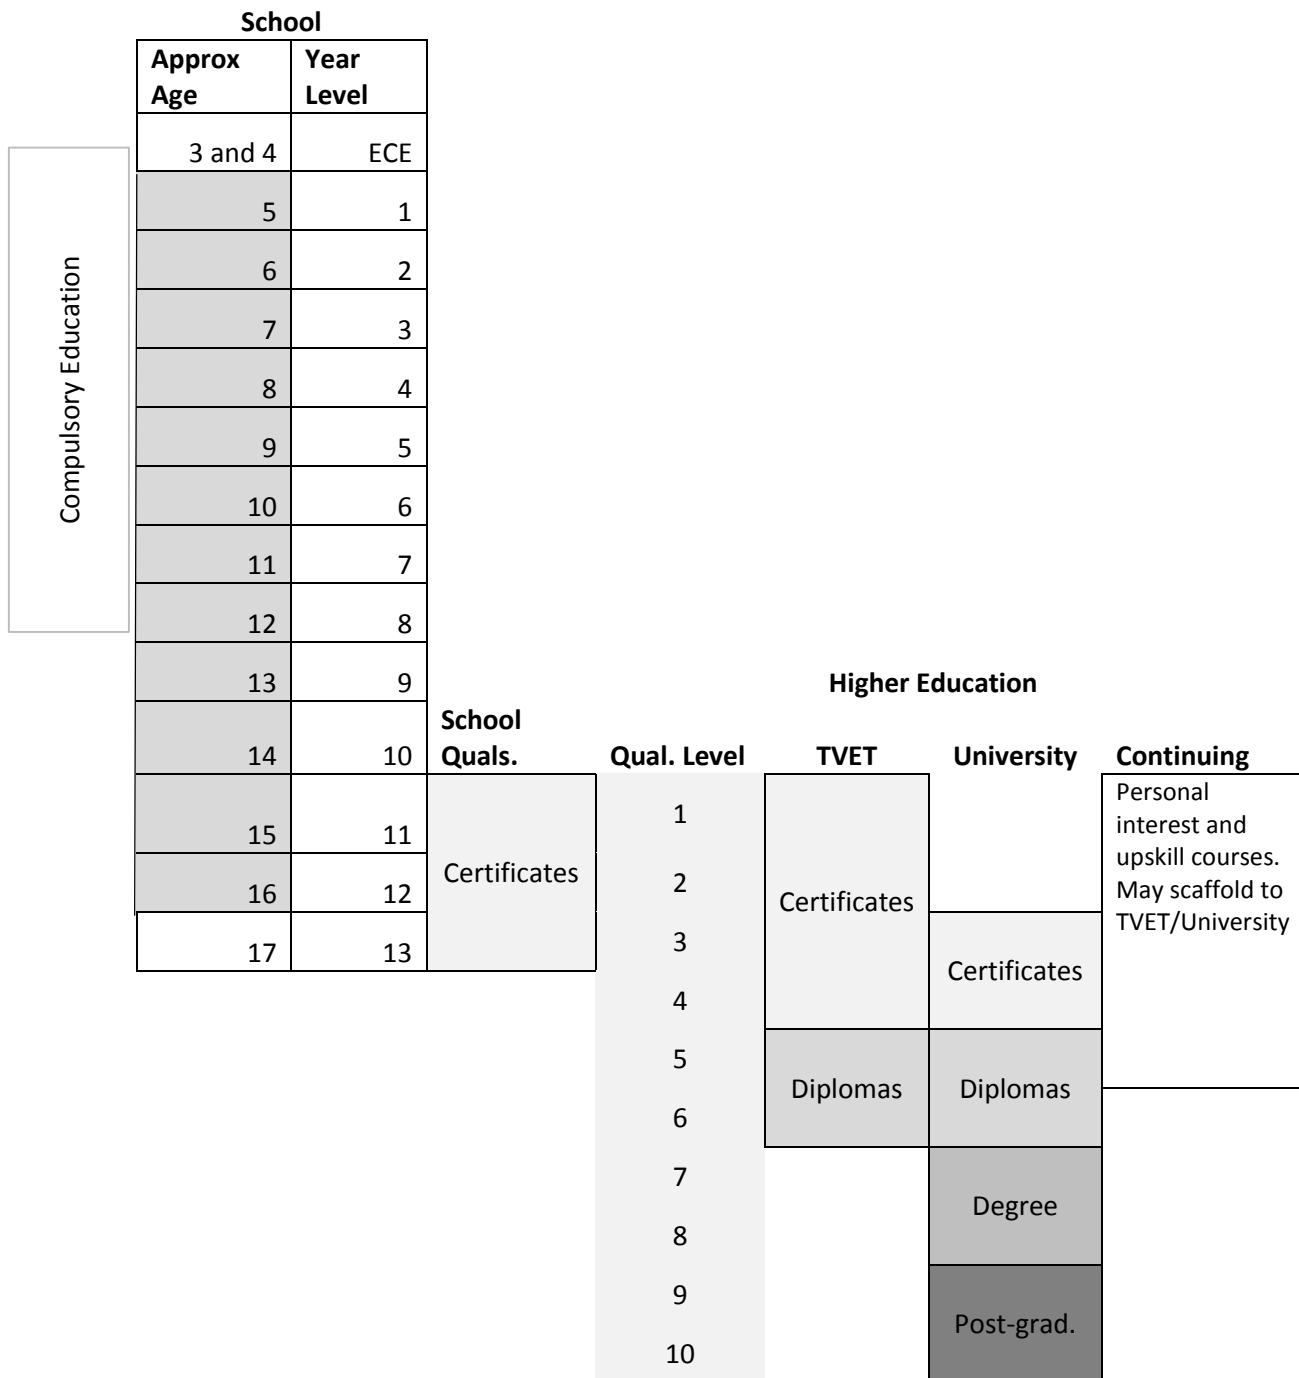 School
Approx Age Year Level
3 and 4 ECE
Compulsory Education
5 1
6 2
7 3
8 4
9 5
10 6
11 7
12 8
13 9
Higher Education
14 10 School Quals. Qual. Level TVET University Continuing
15 11
16 12
17 13
Certificates
1
2
3
4
5
6
7
8
9
10
Certificates
Diplomas
Certificates
Diplomas
Degree
Post-grad.
Personal
interest and
upskill courses.
May scaffold to
TVET/University